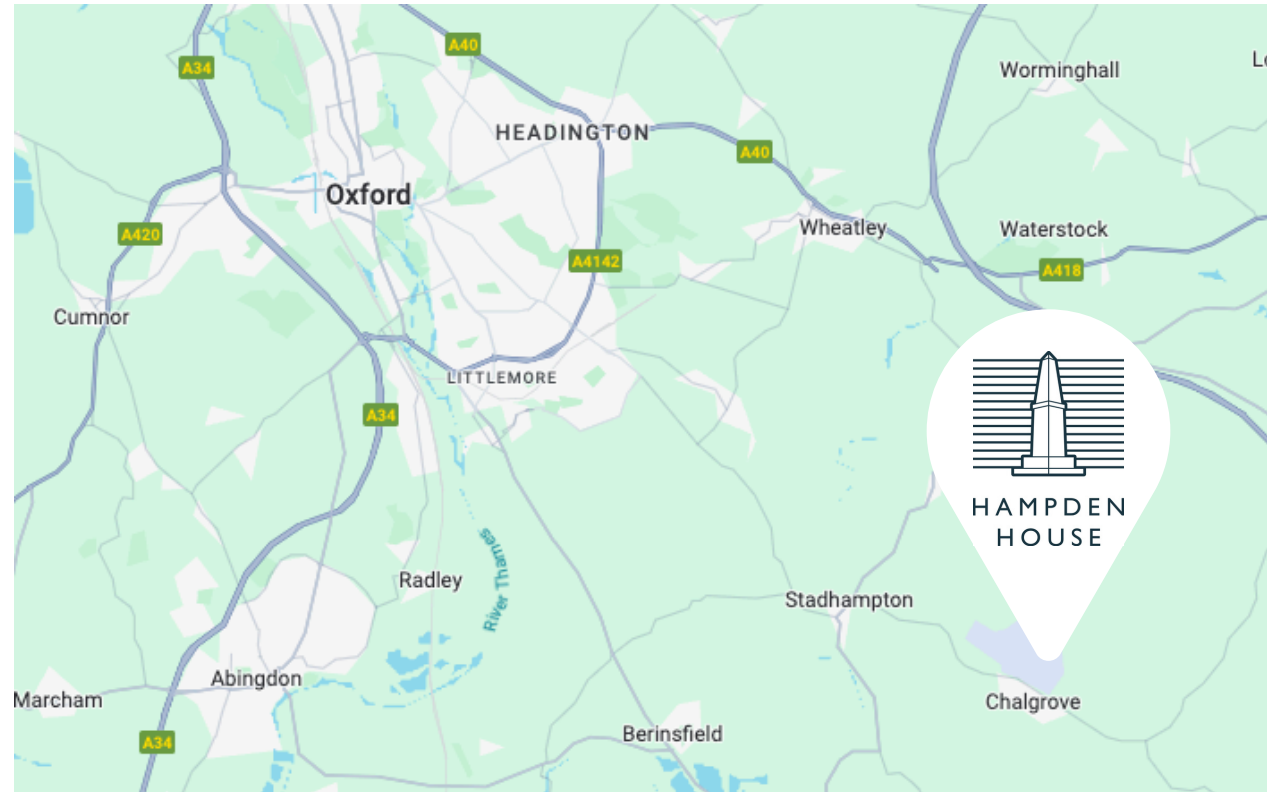 A34
A40
Worminghall
HEADINGTON
A40
Oxford
A420
Wheatley
Waterstock
A4142
A418
Cumnor
LITTLEMORE
A34
HAMPDEN
HOUSE
River Thames
Radley
Stadhampton
Abingdon
Marcham
Chalgrove
Berinsfield
A34